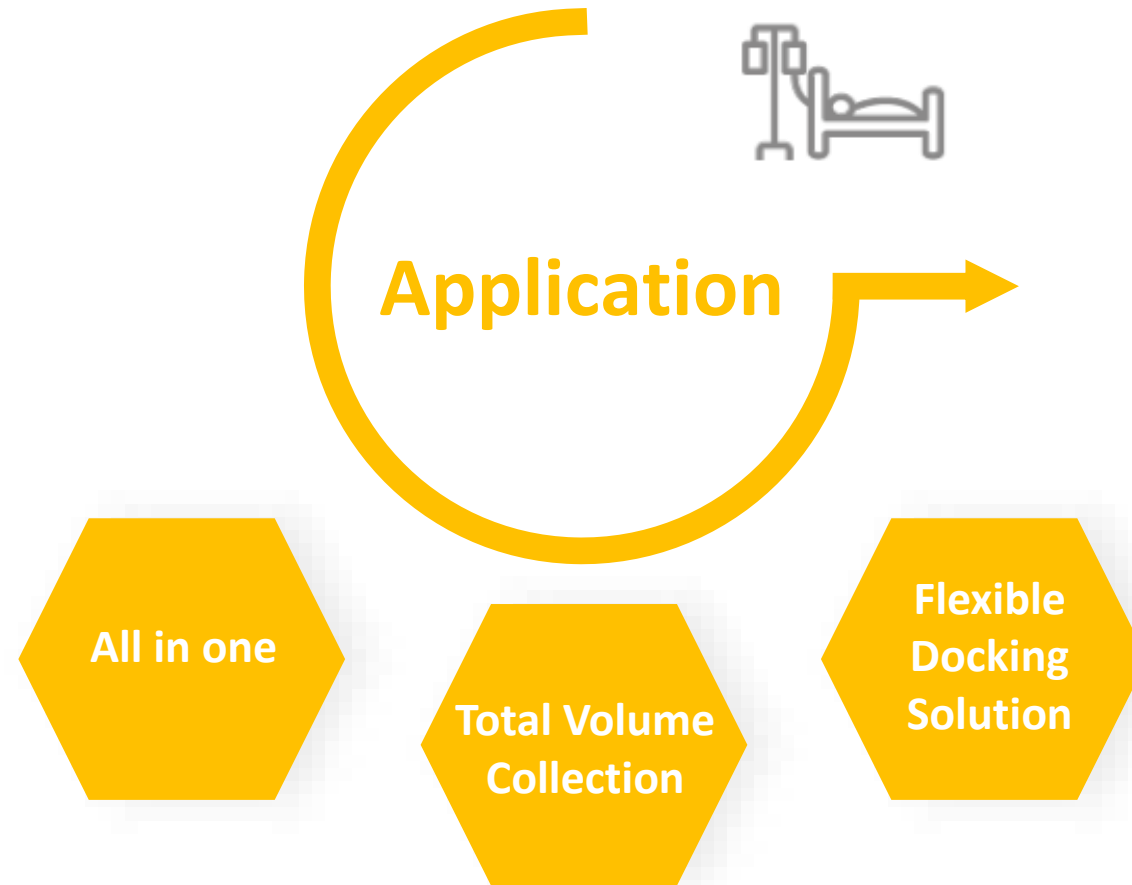 Application
All in one
Total Volume
Collection
Flexible
Docking
Solution